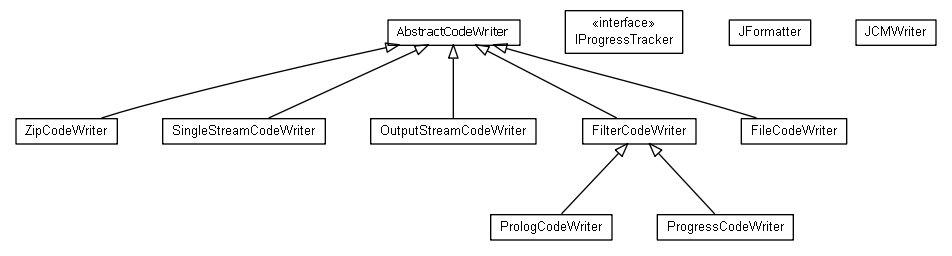 AbstractCodeWriter
«interface»
IProgressTracker
JFormatter
JCMWriter
ZipCodeWriter
SingleStreamCodeWriter
OutputStreamCodeWriter
FilterCodeWriter
FileCodeWriter
PrologCodeWriter
ProgressCodeWriter